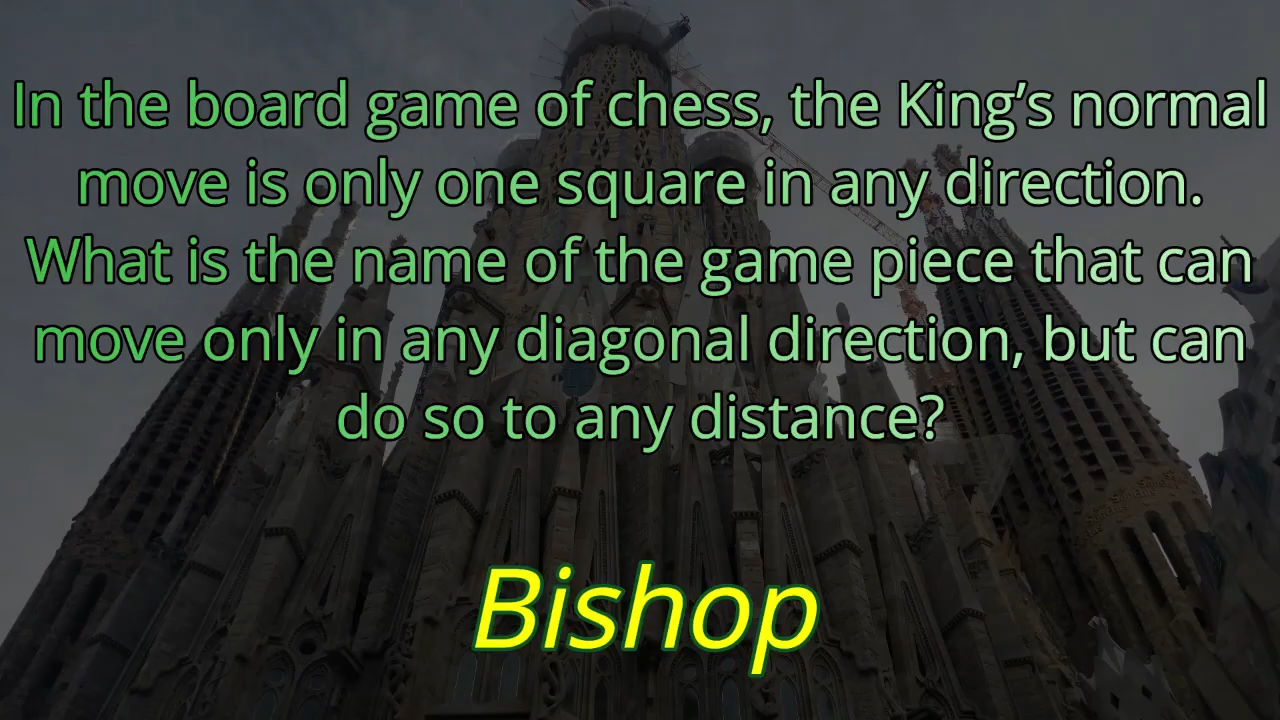 In the board game of chess, the King’s normal
move is only one square in any direction.
What is the name of the game piece that can
move only in any diagonal direction, but can
do so to any distance?
Bishop